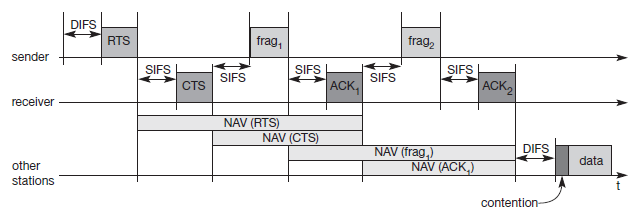 DIFS
RTS
frag1
frag2
sender
SIFS
SIFS
SIFS
SIFS
SIFS
CTS
ACK1
ACK2
receiver
NAV (RTS)
NAV (CTS)
NAV (frag1)
NAV (ACK1)
DIFS
data
other
stations
t
contention